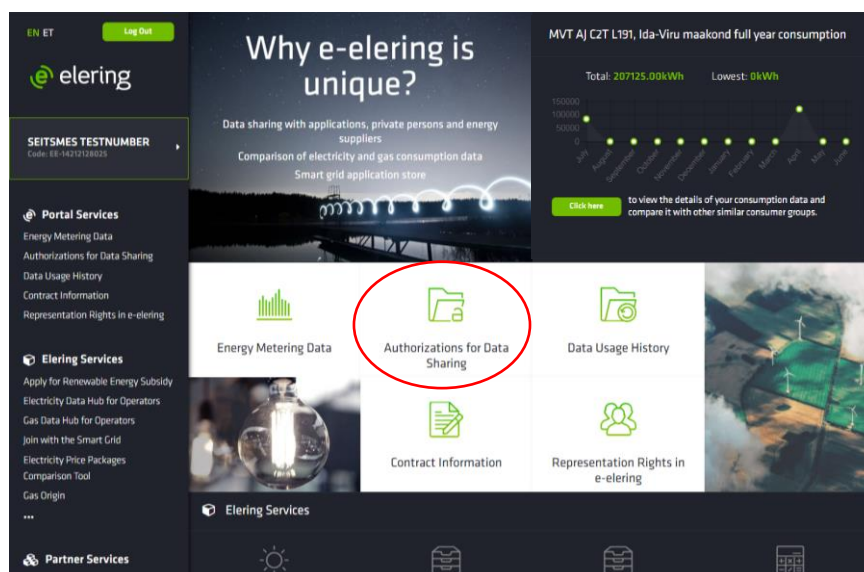 EN ET
Log Out
elering
SEITSMES TESTNUMBER
Code: EE-14212128025
Portal Services
Energy Metering Data
Authorizations for Data Sharing
Data Usage History
Contract Information
Representation Rights in e-elering
Elering Services
Apply for Renewable Energy Subsidy
Electricity Data Hub for Operators
Gas Data Hub for Operators
Join with the Smart Grid
Electricity Price Packages
Comparison Tool
Gas Origin
...
Partner Services
Why e-elering is
unique?
Data sharing with applications, private persons and energy
suppliers
Comparison of electricity and gas consumption data
Smart grid application store
MVT AJ C2T L191, Ida-Viru maakond full year consumption
Total: 207125.00kWh Lowest: 0kWh
150000
100000
50000
0
July
August
September
October
November
December
January
February
March
April
May
June
Click here
to view the details of your consumption data and
compare it with other similar consumer groups.
Energy Metering Data
Authorizations for Data
Sharing
Data Usage History
Contract Information
Representation Rights in
e-elering
Elering Services